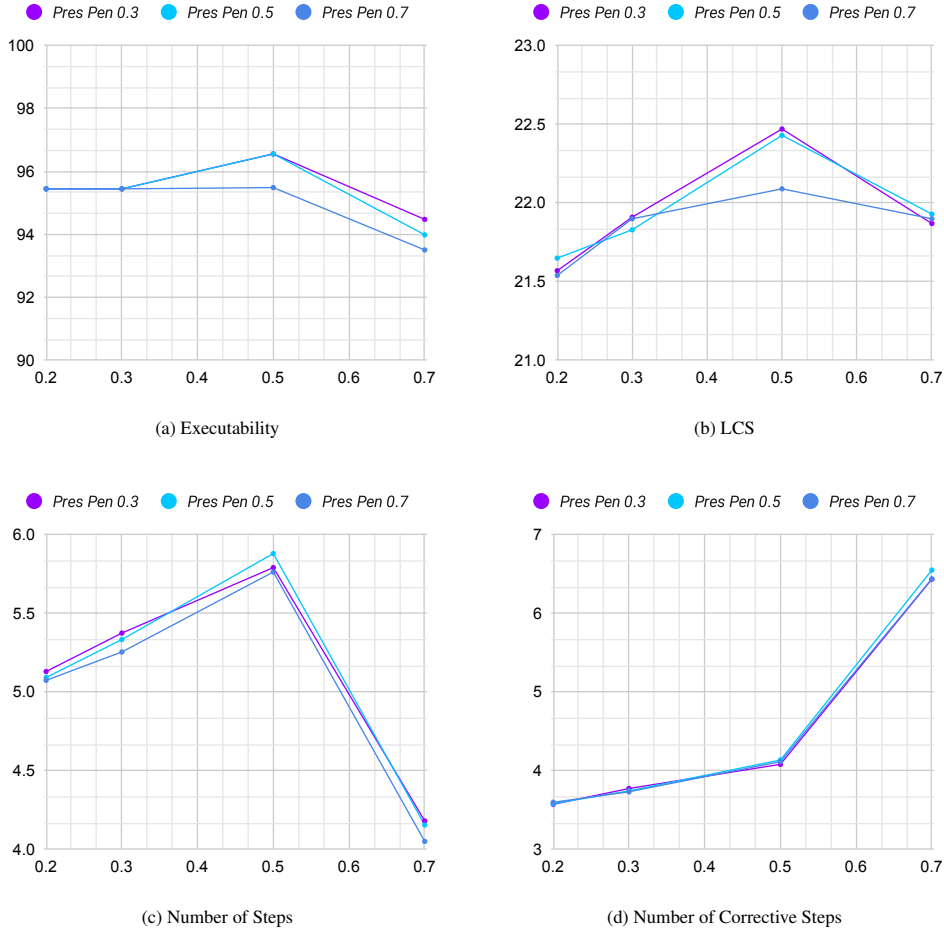 Pres Pen 0.3 Pres Pen 0.5 Pres Pen 0.7
100
98
96
94
92
90
0.2 0.3 0.4 0.5 0.6 0.7
(a) Executability
Pres Pen 0.3 Pres Pen 0.5 Pres Pen 0.7
23.0
22.5
22.0
21.5
21.0
0.2 0.3 0.4 0.5 0.6 0.7
(b) LCS
Pres Pen 0.3 Pres Pen 0.5 Pres Pen 0.7
6.0
5.5
5.0
4.5
4.0
0.2 0.3 0.4 0.5 0.6 0.7
(c) Number of Steps
Pres Pen 0.3 Pres Pen 0.5 Pres Pen 0.7
7
6
5
4
3
0.2 0.3 0.4 0.5 0.6 0.7
(d) Number of Corrective Steps